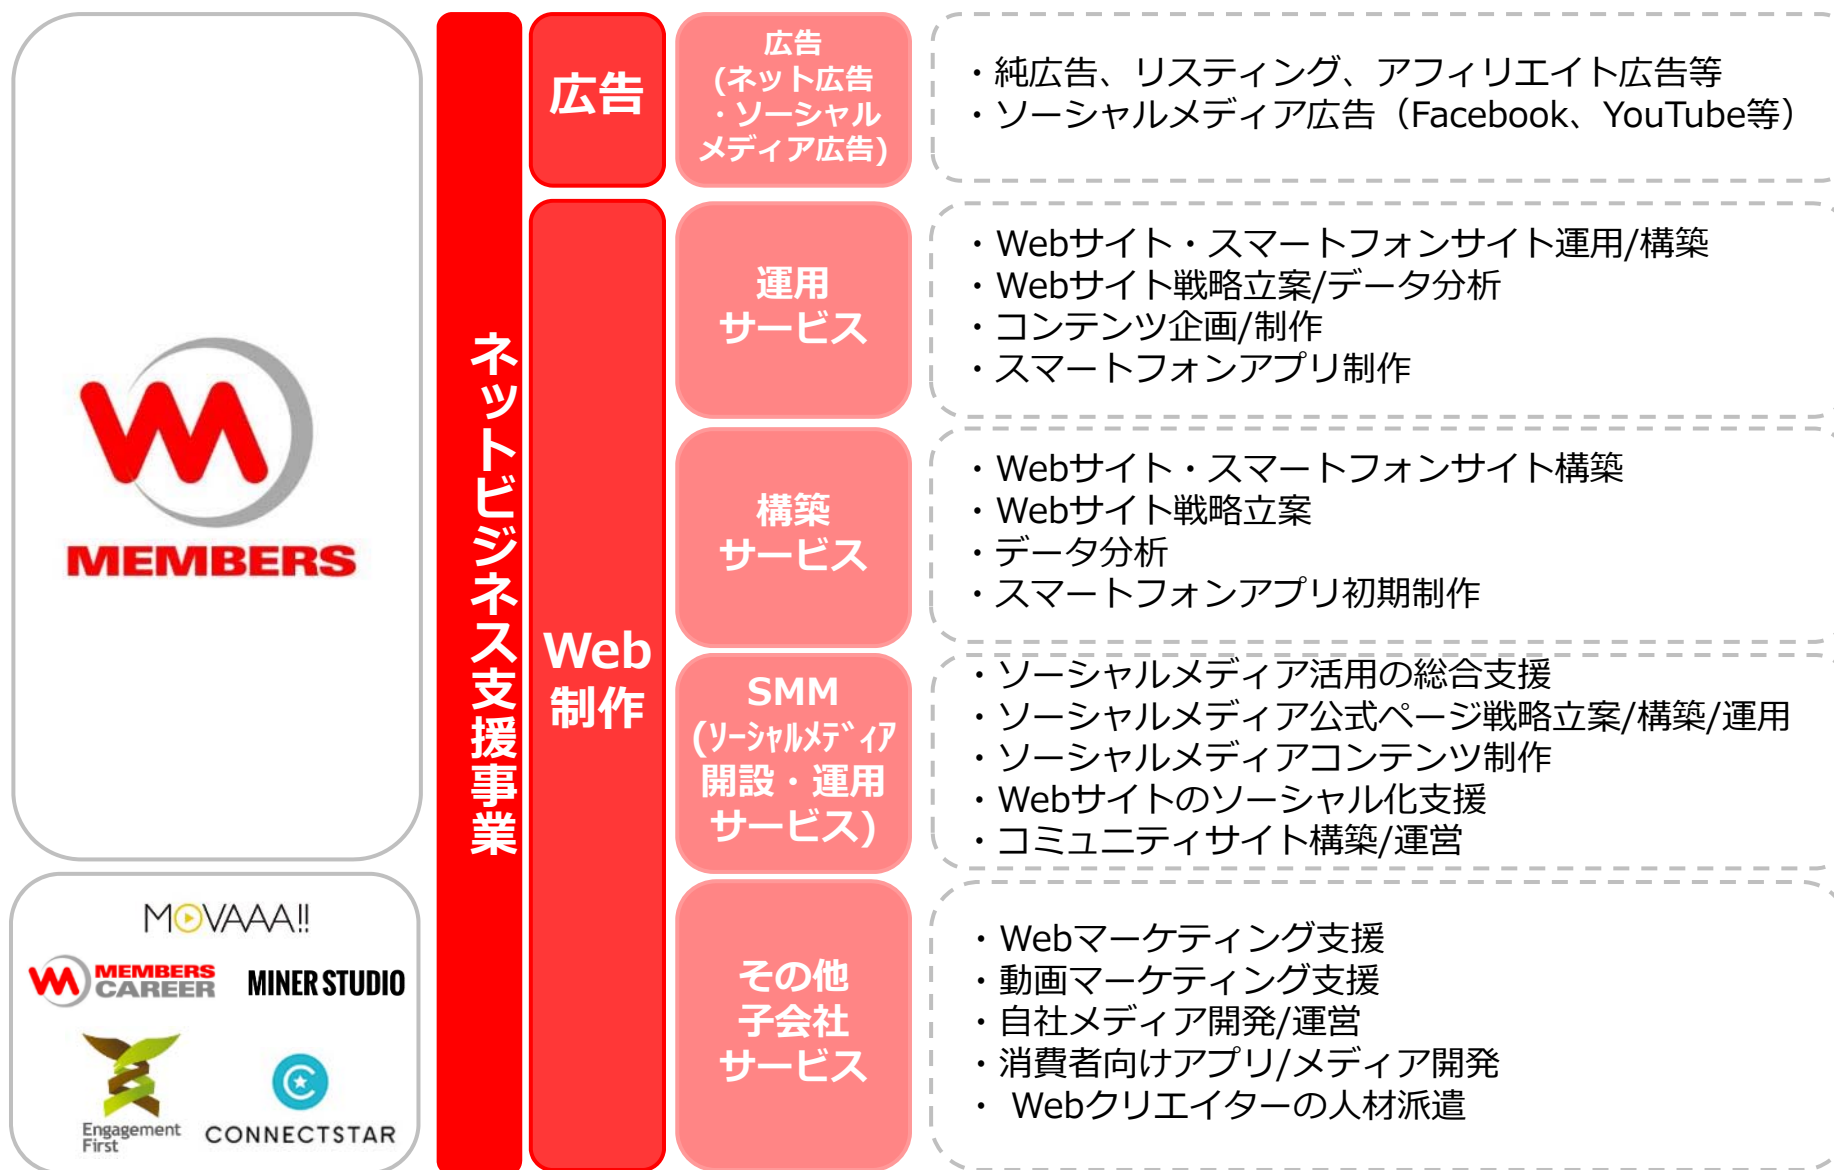 MEMBERS
MOVAAA!!
MEMBERS
CAREER
MINER STUDIO
Engagement
First
CONNECTSTAR
ネットビジネス支援事業
広告
Web
制作
広告
(ネット広告
・ソーシャル
メディア広告)
・純広告、リスティング、アフィリエイト広告等
・ソーシャルメディア広告（Facebook、YouTube等）
運用
サービス
・Webサイト・スマートフォンサイト運用/構築
・Webサイト戦略立案/データ分析
・コンテンツ企画/制作
・スマートフォンアプリ制作
構築
サービス
・Webサイト・スマートフォンサイト構築
・Webサイト戦略立案
・データ分析
・スマートフォンアプリ初期制作
SMM
(ｿｰｼｬﾙﾒﾃﾞｨｱ
開設・運用
サービス)
・ソーシャルメディア活用の総合支援
・ソーシャルメディア公式ページ戦略立案/構築/運用
・ソーシャルメディアコンテンツ制作
・Webサイトのソーシャル化支援
・コミュニティサイト構築/運営
その他
子会社
サービス
・Webマーケティング支援
・動画マーケティング支援
・自社メディア開発/運営
・消費者向けアプリ/メディア開発
・ Webクリエイターの人材派遣